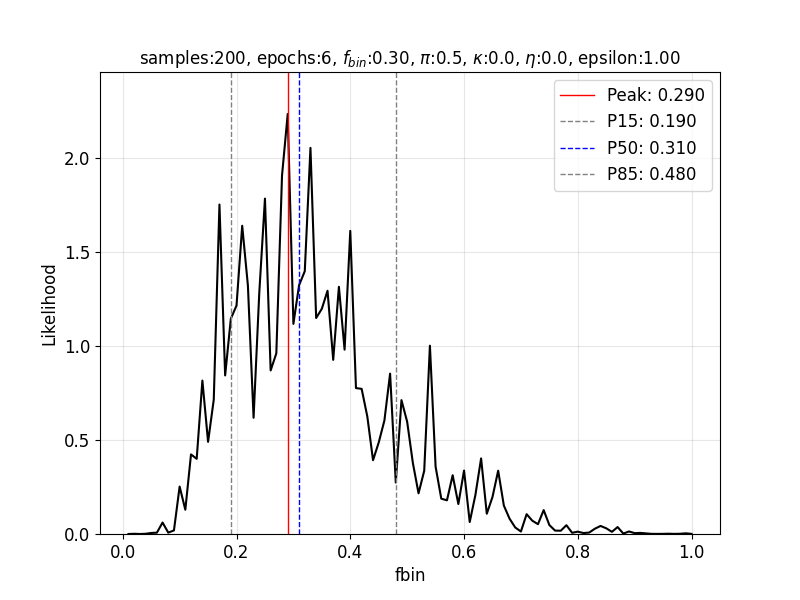 samples:200, epochs:6, f_bin:0.30, π:0.5, κ:0.0, η:0.0, epsilon:1.00
Peak: 0.290
P15: 0.190
P50: 0.310
P85: 0.480
Likelihood
2.0
1.5
1.0
0.5
0.0
0.0 0.2 0.4 0.6 0.8 1.0
fbin